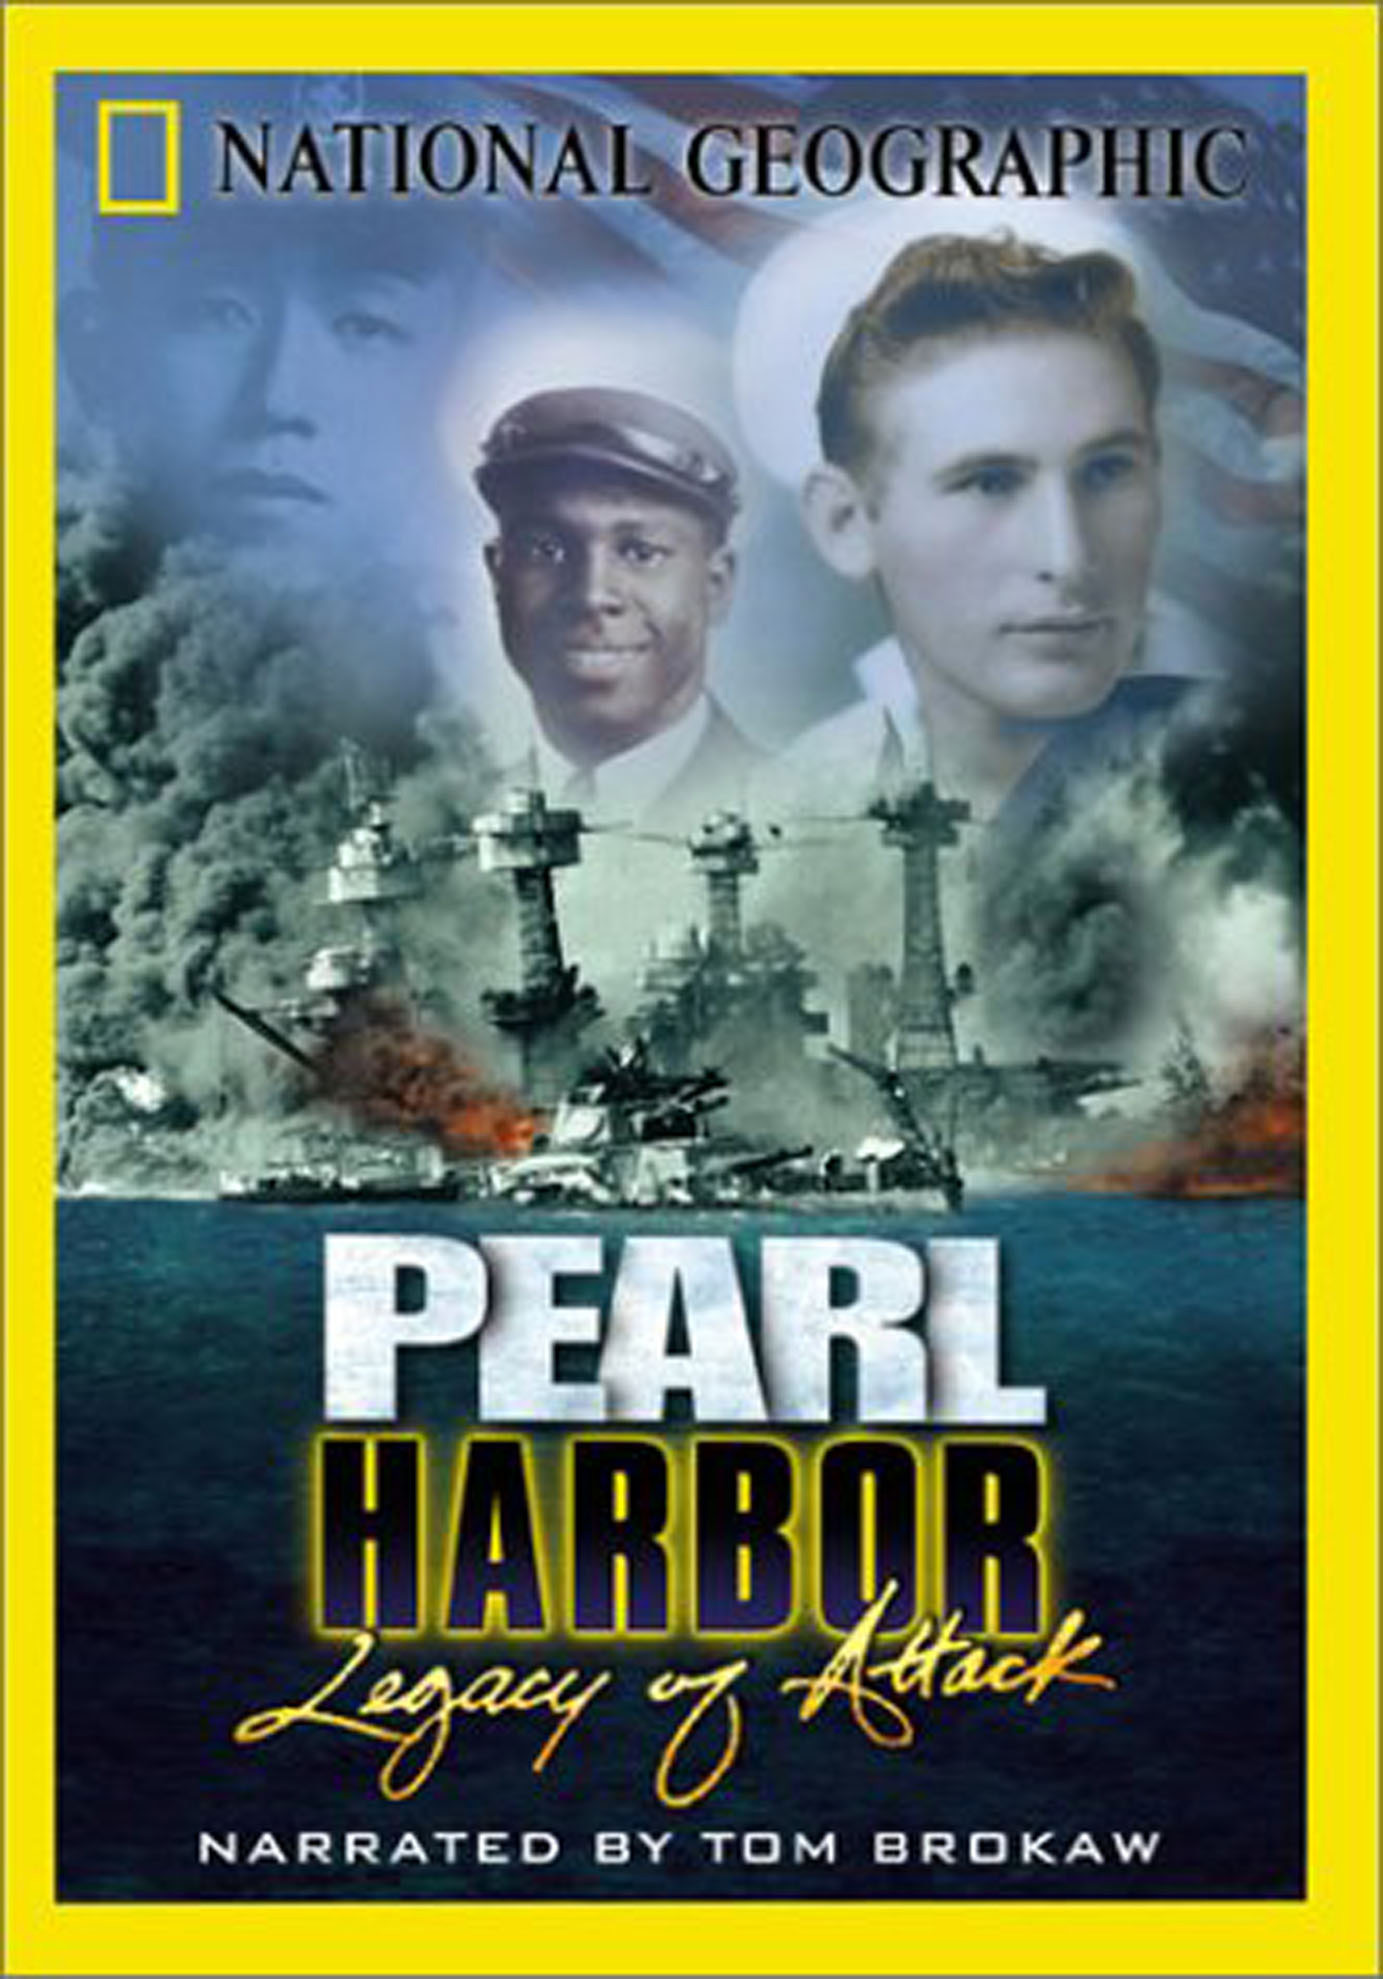 NATIONAL GEOGRAPHIC
PEARL
HARBOR
Legacy of Attack
NARRATED BY TOM BROKAW